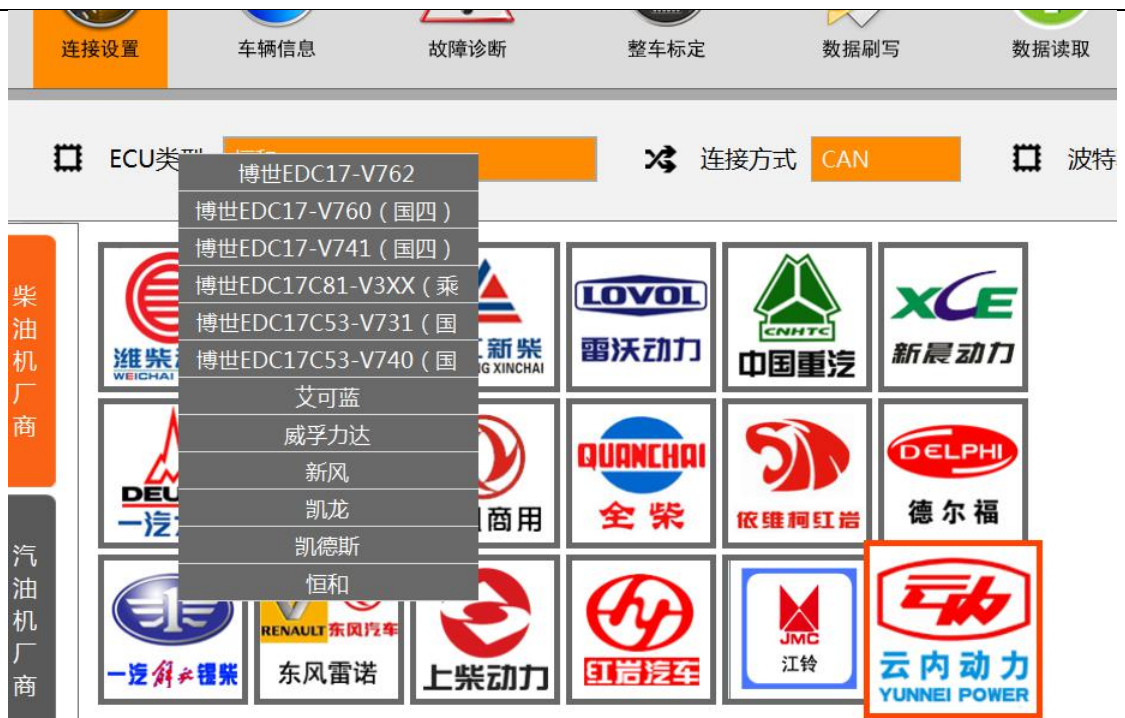 连接设置
车辆信息
故障诊断
整车标定
数据刷写
数据读取
ECU类型
连接方式
CAN
波特
博世EDC17-V762
博世EDC17-V760（国四）
博世EDC17-V741（国四）
博世EDC17C81-V3XX（乘
博世EDC17C53-V731（国
博世EDC17C53-V740（国
艾可蓝
威孚力达
新风
凯龙
凯德斯
恒和
柴油机厂商
汽油机厂商
潍柴
WEICHAI
新柴
XINCHAI
LOVOL
雷沃动力
CNHTC
中国重汽
XCE
新晨动力
DEU
一汽
商用
QUANCHAI
全柴
依维柯红岩
DELPHI
德尔福
一汽解放锡柴
RENAULT 东风汽车
东风雷诺
上柴动力
红岩汽车
JMC
江铃
云内动力
YUNNEI POWER